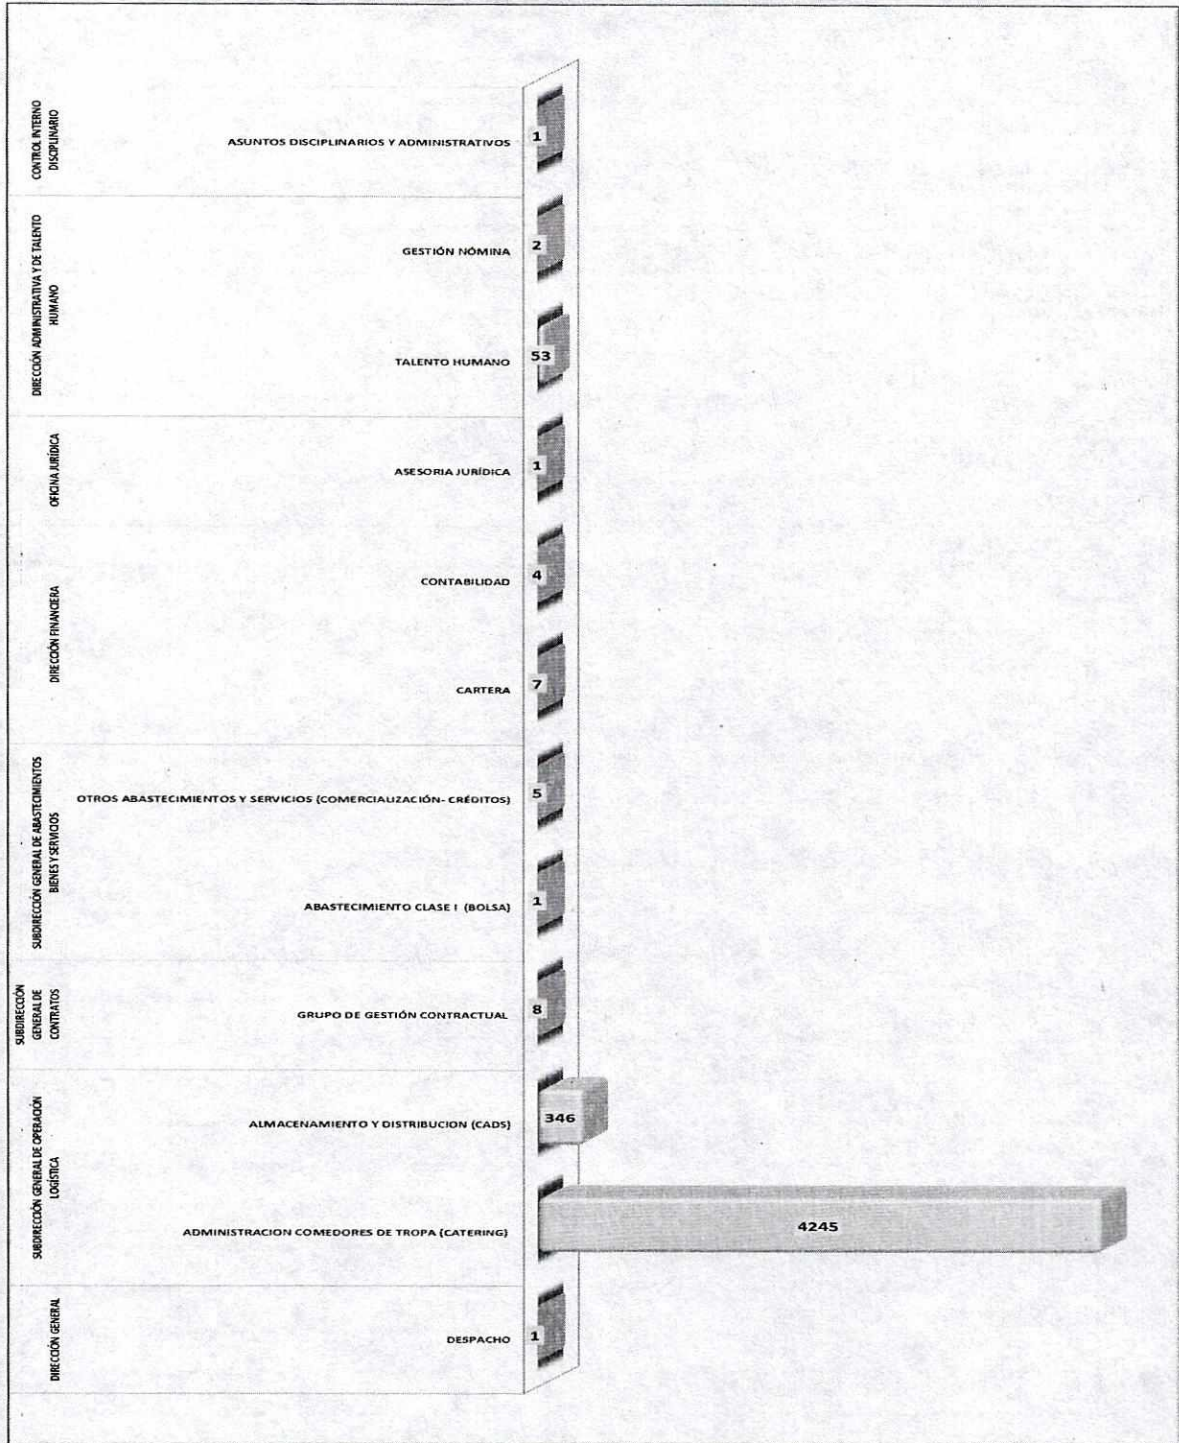 CONTROL INTERNO
DISCIPLINARIO
ASUNTOS DISCIPLINARIOS Y ADMINISTRATIVOS
1
DIRECCIÓN ADMINISTRATIVA Y DE TALENTO
HUMANO
GESTIÓN NÓMINA
2
TALENTO HUMANO
53
OFICINA JURÍDICA
ASESORIA JURÍDICA
1
DIRECCIÓN FINANCIERA
CONTABILIDAD
4
CARTERA
7
SUBDIRECCIÓN GENERAL DE ABASTECIMIENTOS
BIENES Y SERVICIOS
OTROS ABASTECIMIENTOS Y SERVICIOS (COMERCIALIZACIÓN- CRÉDITOS)
5
ABASTECIMIENTO CLASE I (BOLSA)
1
SUBDIRECCIÓN
GENERAL DE
CONTRATOS
GRUPO DE GESTIÓN CONTRACTUAL
8
SUBDIRECCIÓN GENERAL DE OPERACIÓN
LOGÍSTICA
ALMACENAMIENTO Y DISTRIBUCION (CADS)
346
ADMINISTRACION COMEDORES DE TROPA (CATERING)
4245
DIRECCIÓN GENERAL
DESPACHO
1